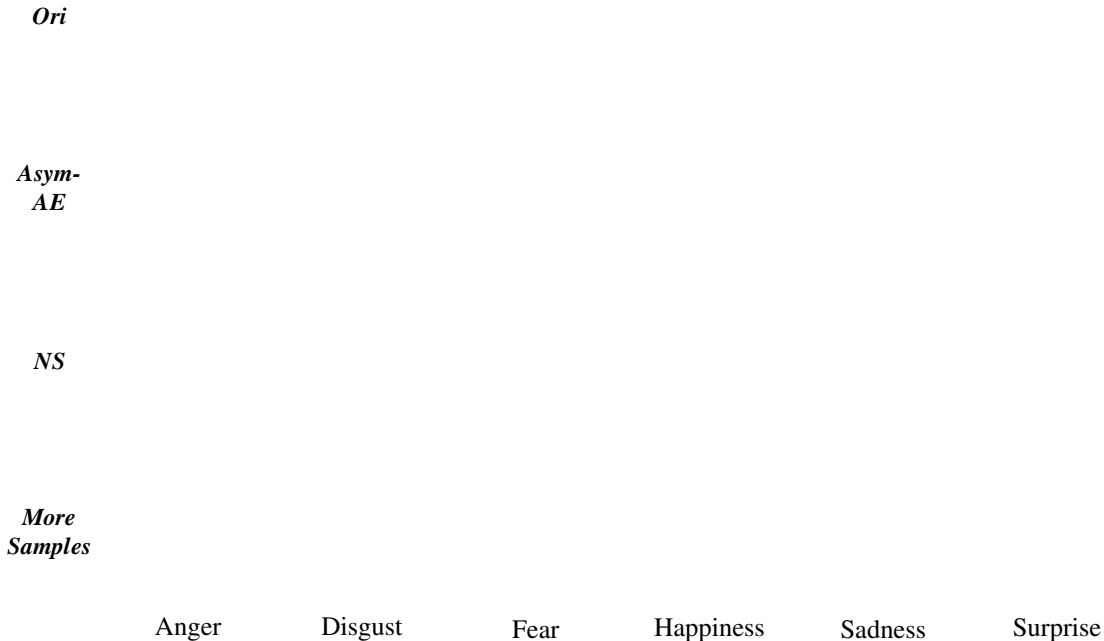 Ori
Asym-
AE
NS
More
Samples
Anger Disgust Fear Happiness Sadness Surprise